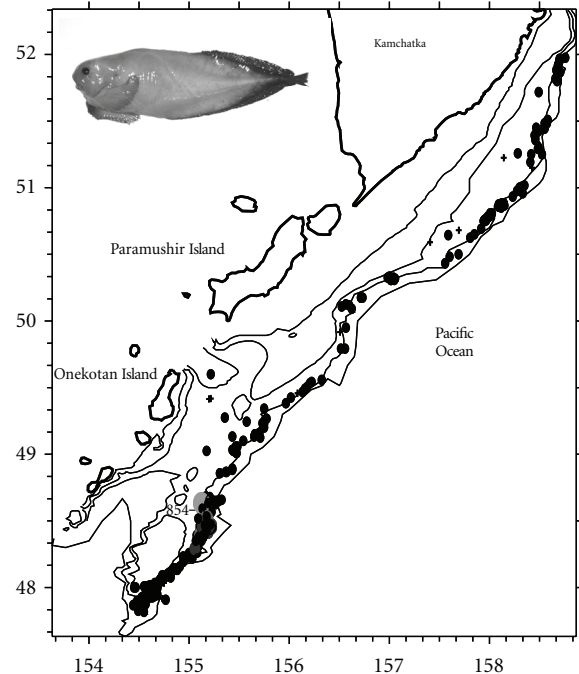 52
Kamchatka
51
Paramushir Island
50
Pacific
Ocean
Onekotan Island
49
854
48
154 155 156 157 158